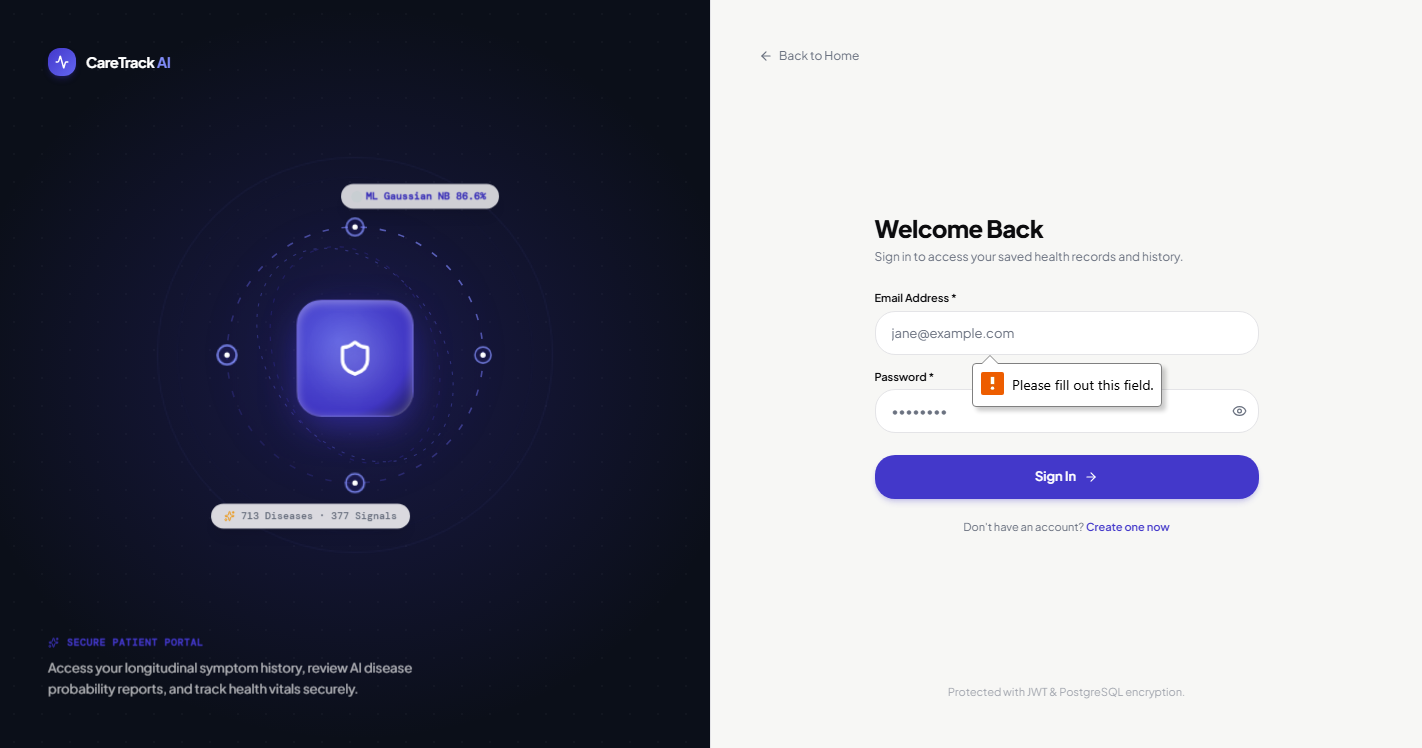 CareTrack AI
ML Gaussian NB 86.6%
713 Diseases · 377 Signals
SECURE PATIENT PORTAL
Access your longitudinal symptom history, review AI disease
probability reports, and track health vitals securely.
Back to Home
Welcome Back
Sign in to access your saved health records and history.
Email Address *
jane@example.com
Please fill out this field.
Password *
••••••••
Sign In
Don't have an account? Create one now
Protected with JWT & PostgreSQL encryption.